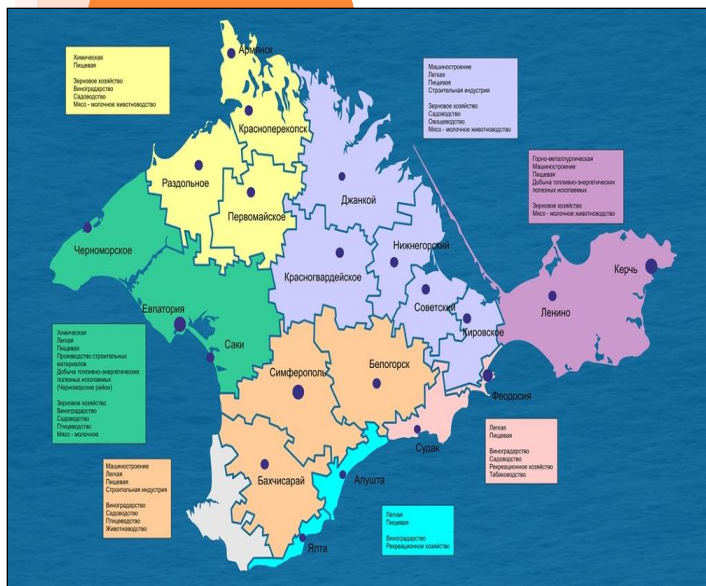 Химическая
Пищевая
Зерновое хозяйство
Виноградарство
Садоводство
Мясо - молочное животноводство
Армянск
Красноперекопск
Раздольное
Первомайское
Машиностроение
Легкая
Пищевая
Строительная индустрия
Зерновое хозяйство
Садоводство
Овощеводство
Мясо - молочное животноводство
Джанкой
Нижнегорский
Красногвардейское
Советский
Кировское
Горно-металлургическая
Машиностроение
Пищевая
Добыча топливно-энергетических
полезных ископаемых
Зерновое хозяйство
Мясо - молочное животноводство
Керчь
Ленино
Черноморское
Евпатория
Саки
Химическая
Легкая
Пищевая
Производство строительных
материалов
Добыча топливно-энергетических
полезных ископаемых
(Черноморские район)
Зерновое хозяйство
Виноградарство
Садоводство
Птицеводство
Мясо - молочное
Симферополь
Белогорск
Феодосия
Судак
Бахчисарай
Алушта
Ялта
Легкая
Пищевая
Виноградарство
Садоводство
Рекреационное хозяйство
Табаководство
Машиностроение
Легкая
Пищевая
Строительная индустрия
Виноградарство
Садоводство
Птицеводство
Животноводство
Легкая
Пищевая
Виноградарство
Рекреационное хозяйство